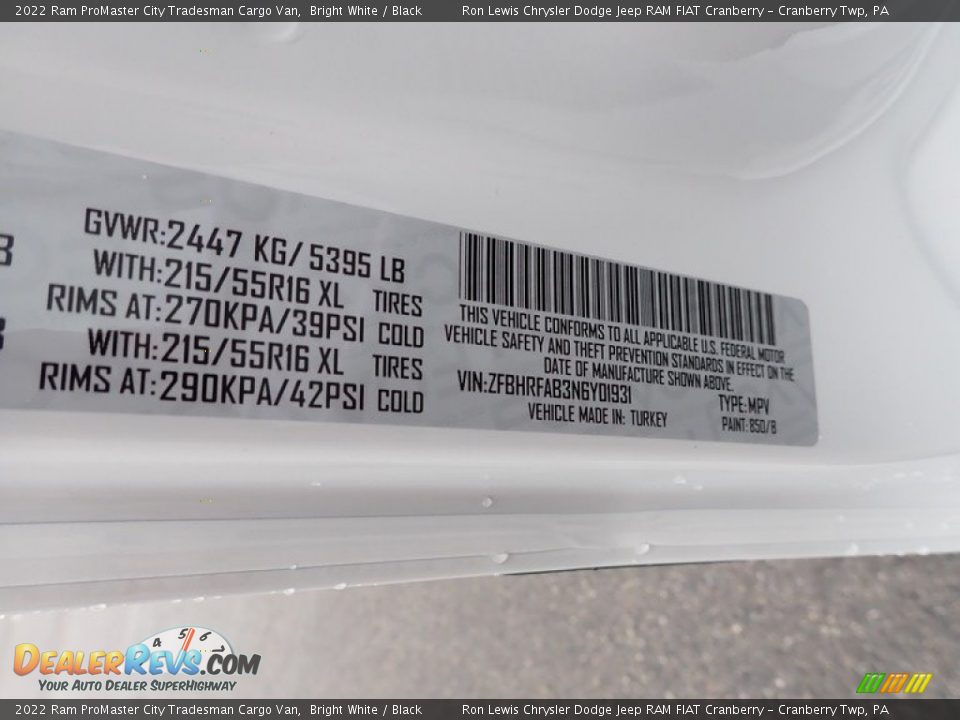 2022 Ram ProMaster City Tradesman Cargo Van, Bright White / Black Ron Lewis Chrysler Dodge Jeep RAM FIAT Cranberry - Cranberry Twp, PA
GVWR:2447 KG/ 5395 LB
WITH:215/55R16 XL TIRES
RIMS AT:270KPA/39PSI COLD
WITH:215/55R16 XL TIRES
RIMS AT:290KPA/42PSI COLD
THIS VEHICLE CONFORMS TO ALL APPLICABLE U.S. FEDERAL MOTOR
VEHICLE SAFETY AND THEFT PREVENTION STANDARDS IN EFFECT ON THE
DATE OF MANUFACTURE SHOWN ABOVE.
VIN:ZFBHRFAB3N6Y01931 TYPE:MPV
VEHICLE MADE IN: TURKEY PAINT:850/B
4 5 6
DEALERREVS.COM
YOUR AUTO DEALER SUPERHIGHWAY
2022 Ram ProMaster City Tradesman Cargo Van, Bright White / Black Ron Lewis Chrysler Dodge Jeep RAM FIAT Cranberry - Cranberry Twp, PA